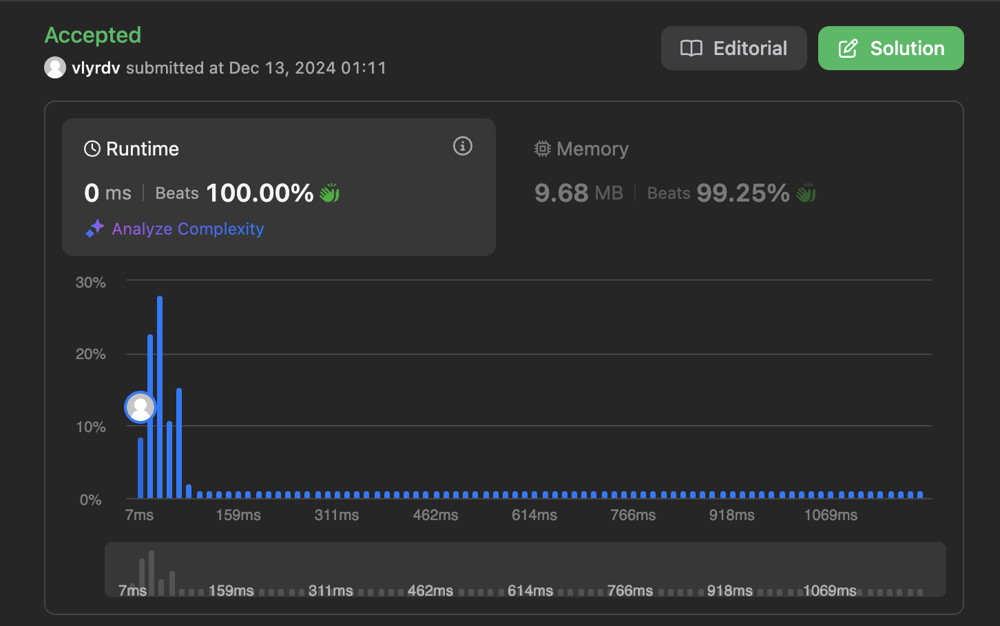 Accepted
vlyrdv submitted at Dec 13, 2024 01:11
Editorial
Solution
Runtime
0 ms | Beats 100.00%
Analyze Complexity
Memory
9.68 MB | Beats 99.25%
30%
20%
10%
0%
7ms 159ms 311ms 462ms 614ms 766ms 918ms 1069ms
7ms 159ms 311ms 462ms 614ms 766ms 918ms 1069ms